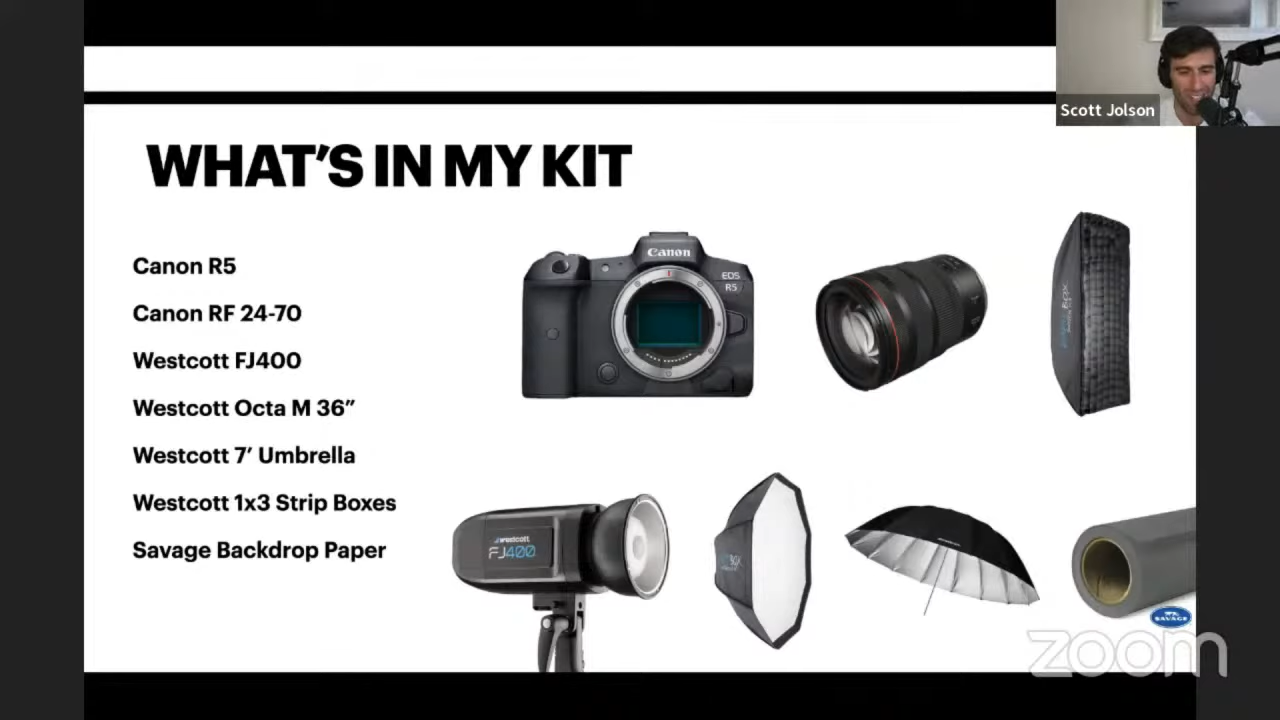 Scott Jolson
WHAT'S IN MY KIT
Canon R5
Canon RF 24-70
Westcott FJ400
Westcott Octa M 36”
Westcott 7’ Umbrella
Westcott 1x3 Strip Boxes
Savage Backdrop Paper
Canon
EOS
R5
westcott
FJ400
SAVAGE
zoom